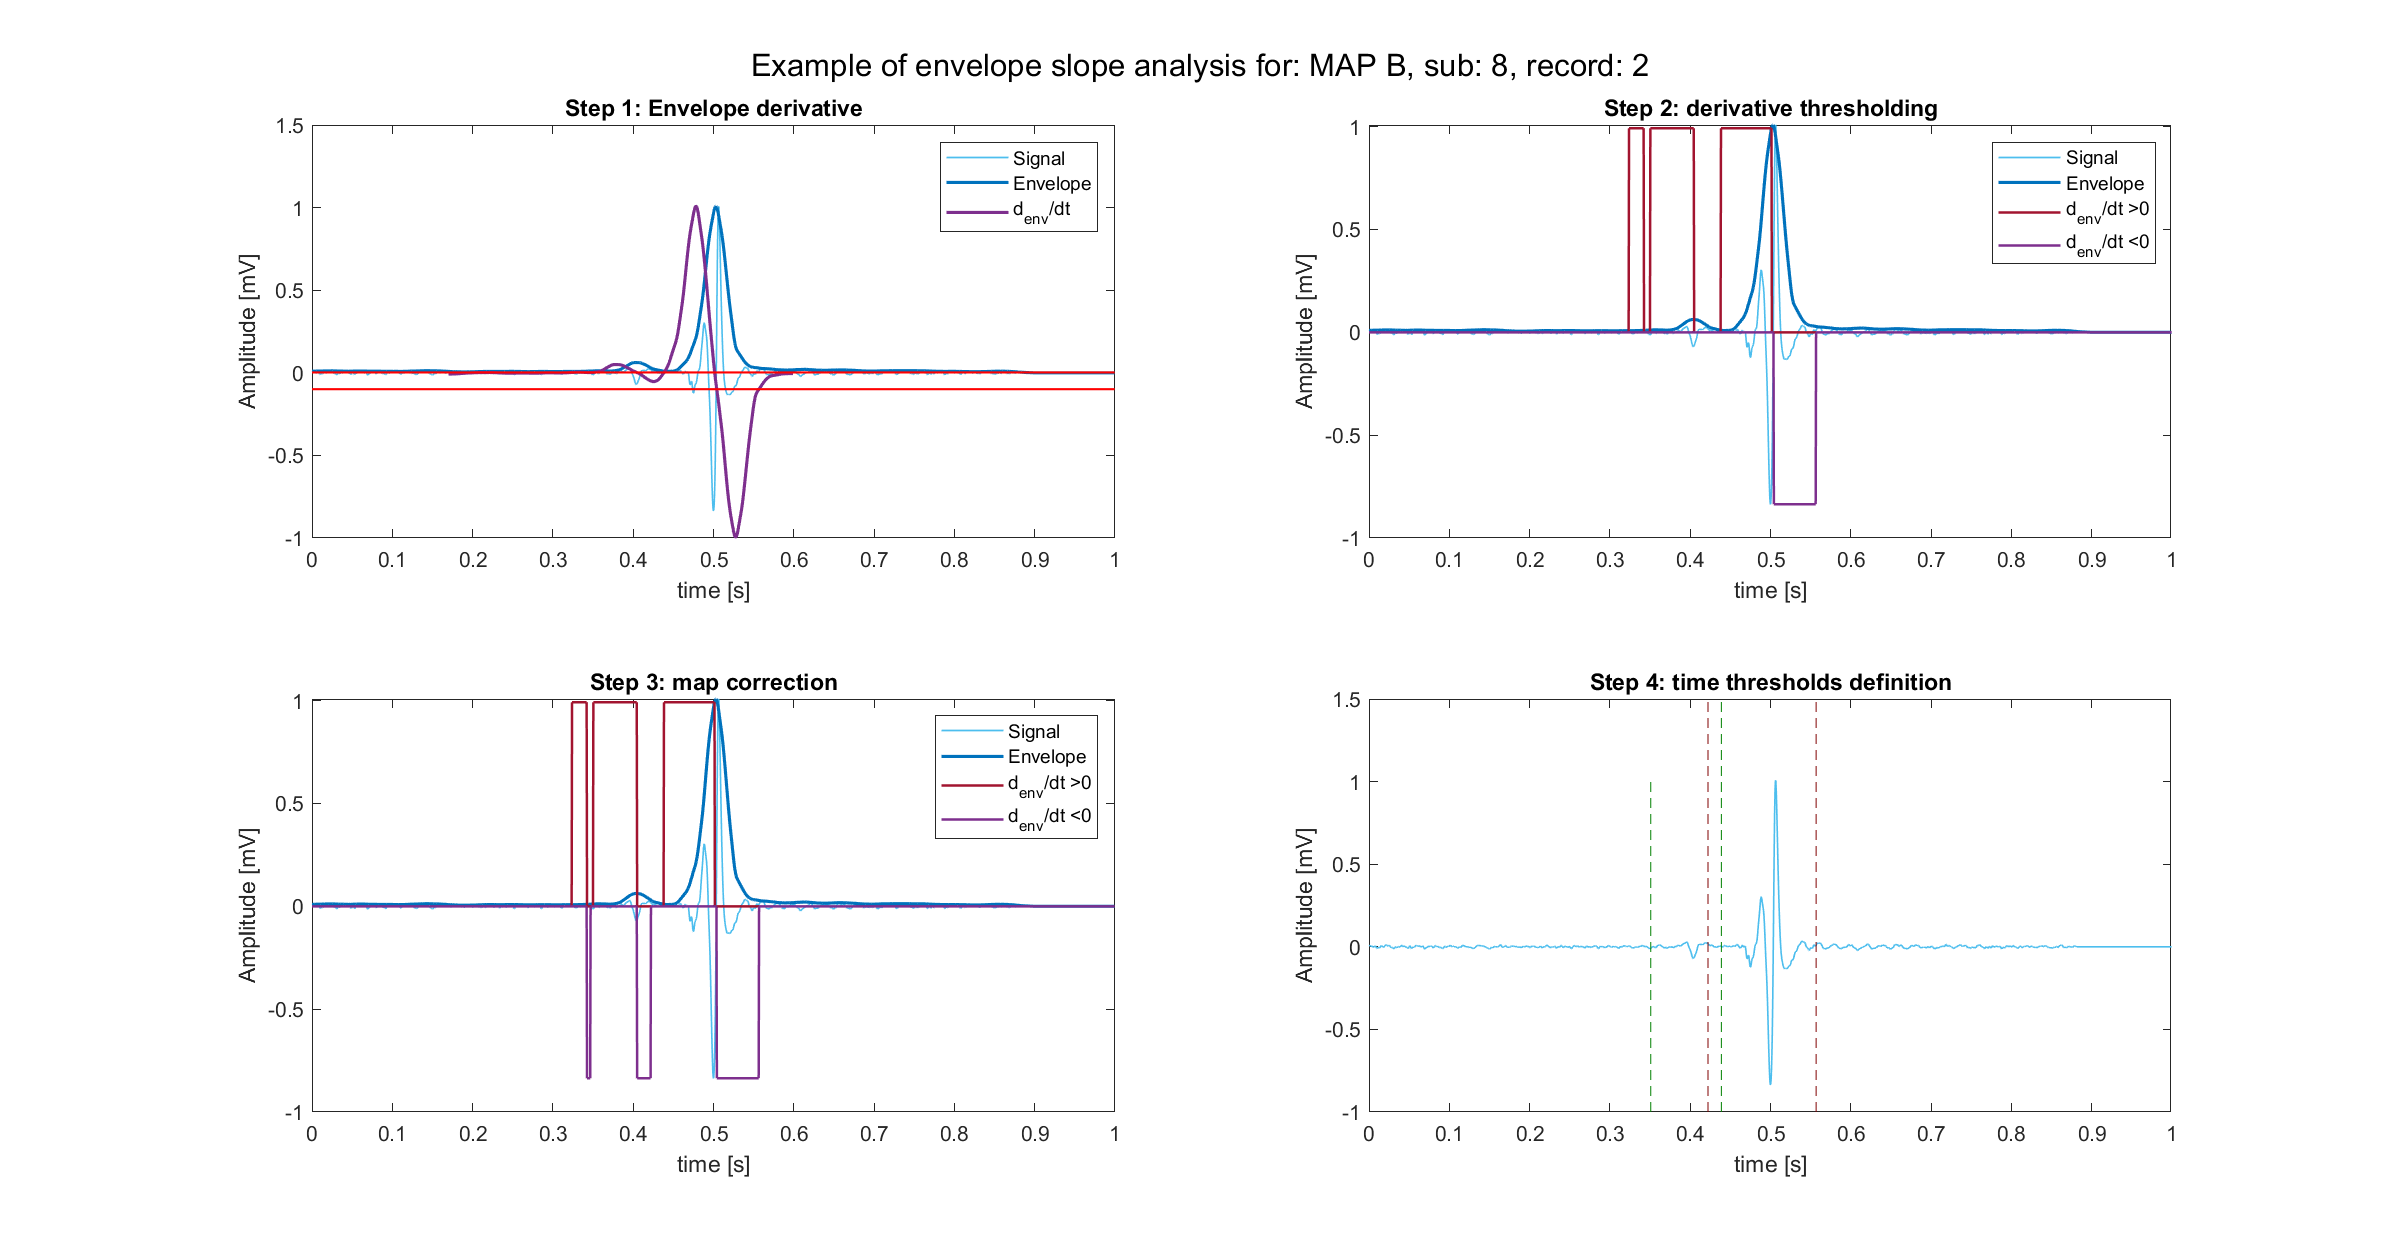 Example of envelope slope analysis for: MAP B, sub: 8, record: 2
Step 1: Envelope derivative
1.5
1
0.5
0
-0.5
-1
Amplitude [mV]
Signal
Envelope
d_env/dt
0 0.1 0.2 0.3 0.4 0.5 0.6 0.7 0.8 0.9 1
time [s]
Step 2: derivative thresholding
1
0.5
0
-0.5
-1
Amplitude [mV]
Signal
Envelope
d_env/dt >0
d_env/dt <0
0 0.1 0.2 0.3 0.4 0.5 0.6 0.7 0.8 0.9 1
time [s]
Step 3: map correction
1
0.5
0
-0.5
-1
Amplitude [mV]
Signal
Envelope
d_env/dt >0
d_env/dt <0
0 0.1 0.2 0.3 0.4 0.5 0.6 0.7 0.8 0.9 1
time [s]
Step 4: time thresholds definition
1.5
1
0.5
0
-0.5
-1
Amplitude [mV]
0 0.1 0.2 0.3 0.4 0.5 0.6 0.7 0.8 0.9 1
time [s]